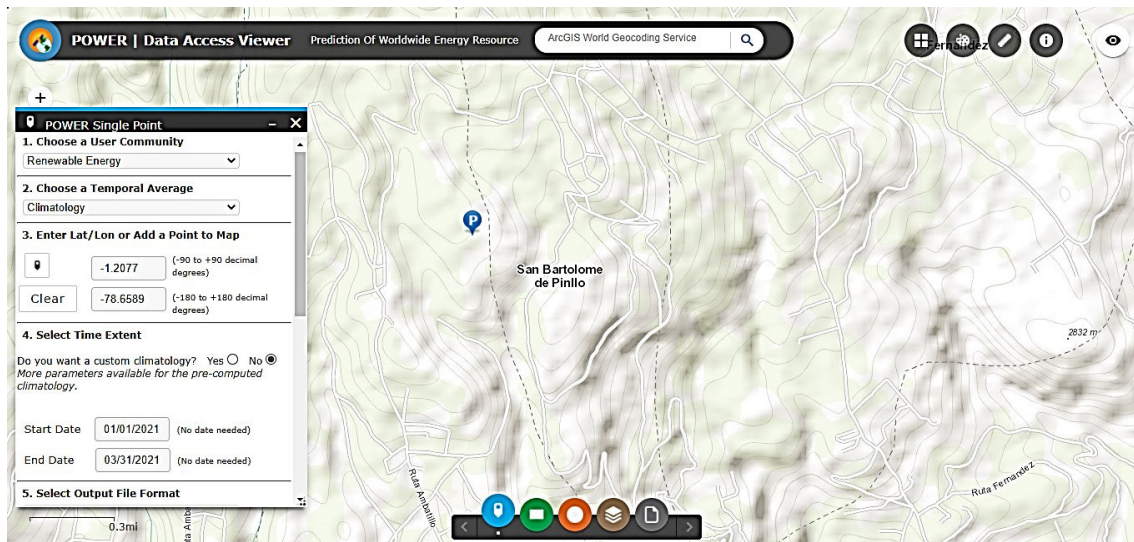 POWER | Data Access Viewer
Prediction Of Worldwide Energy Resource
ArcGIS World Geocoding Service
Fernandez
+
POWER Single Point
1. Choose a User Community
Renewable Energy
2. Choose a Temporal Average
Climatology
3. Enter Lat/Lon or Add a Point to Map
-1.2077
(-90 to +90 decimal
degrees)
Clear
-78.6589
(-180 to +180 decimal
degrees)
4. Select Time Extent
Do you want a custom climatology? Yes No
More parameters available for the pre-computed
climatology.
Start Date
01/01/2021
(No date needed)
End Date
03/31/2021
(No date needed)
5. Select Output File Format
0.3mi
P
San Bartolome
de Pinllo
2832 m
Ruta Ambatillo
Ruta Fernandez